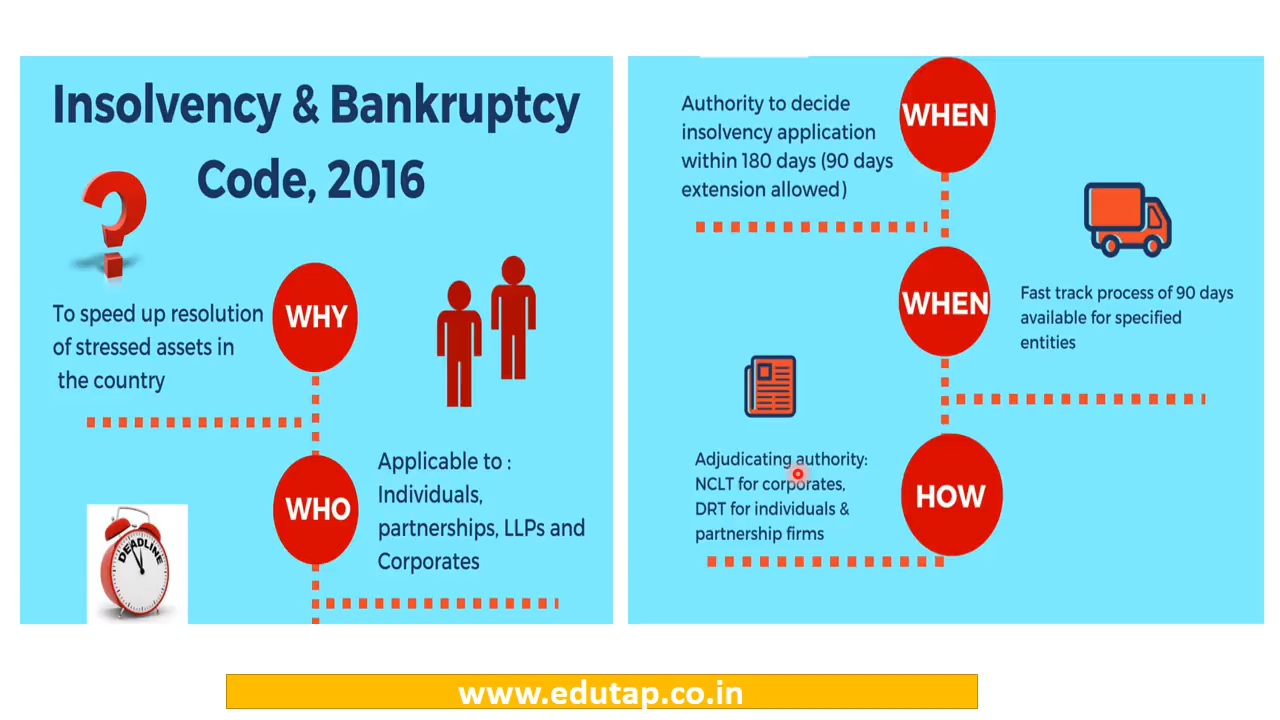 Insolvency & Bankruptcy
Code, 2016
To speed up resolution
of stressed assets in
the country
WHY
WHO
Applicable to :
Individuals,
partnerships, LLPs and
Corporates
DEADLINE
Authority to decide
insolvency application
within 180 days (90 days
extension allowed)
WHEN
WHEN
Fast track process of 90 days
available for specified
entities
Adjudicating authority:
NCLT for corporates,
DRT for individuals &
partnership firms
HOW
www.edutap.co.in